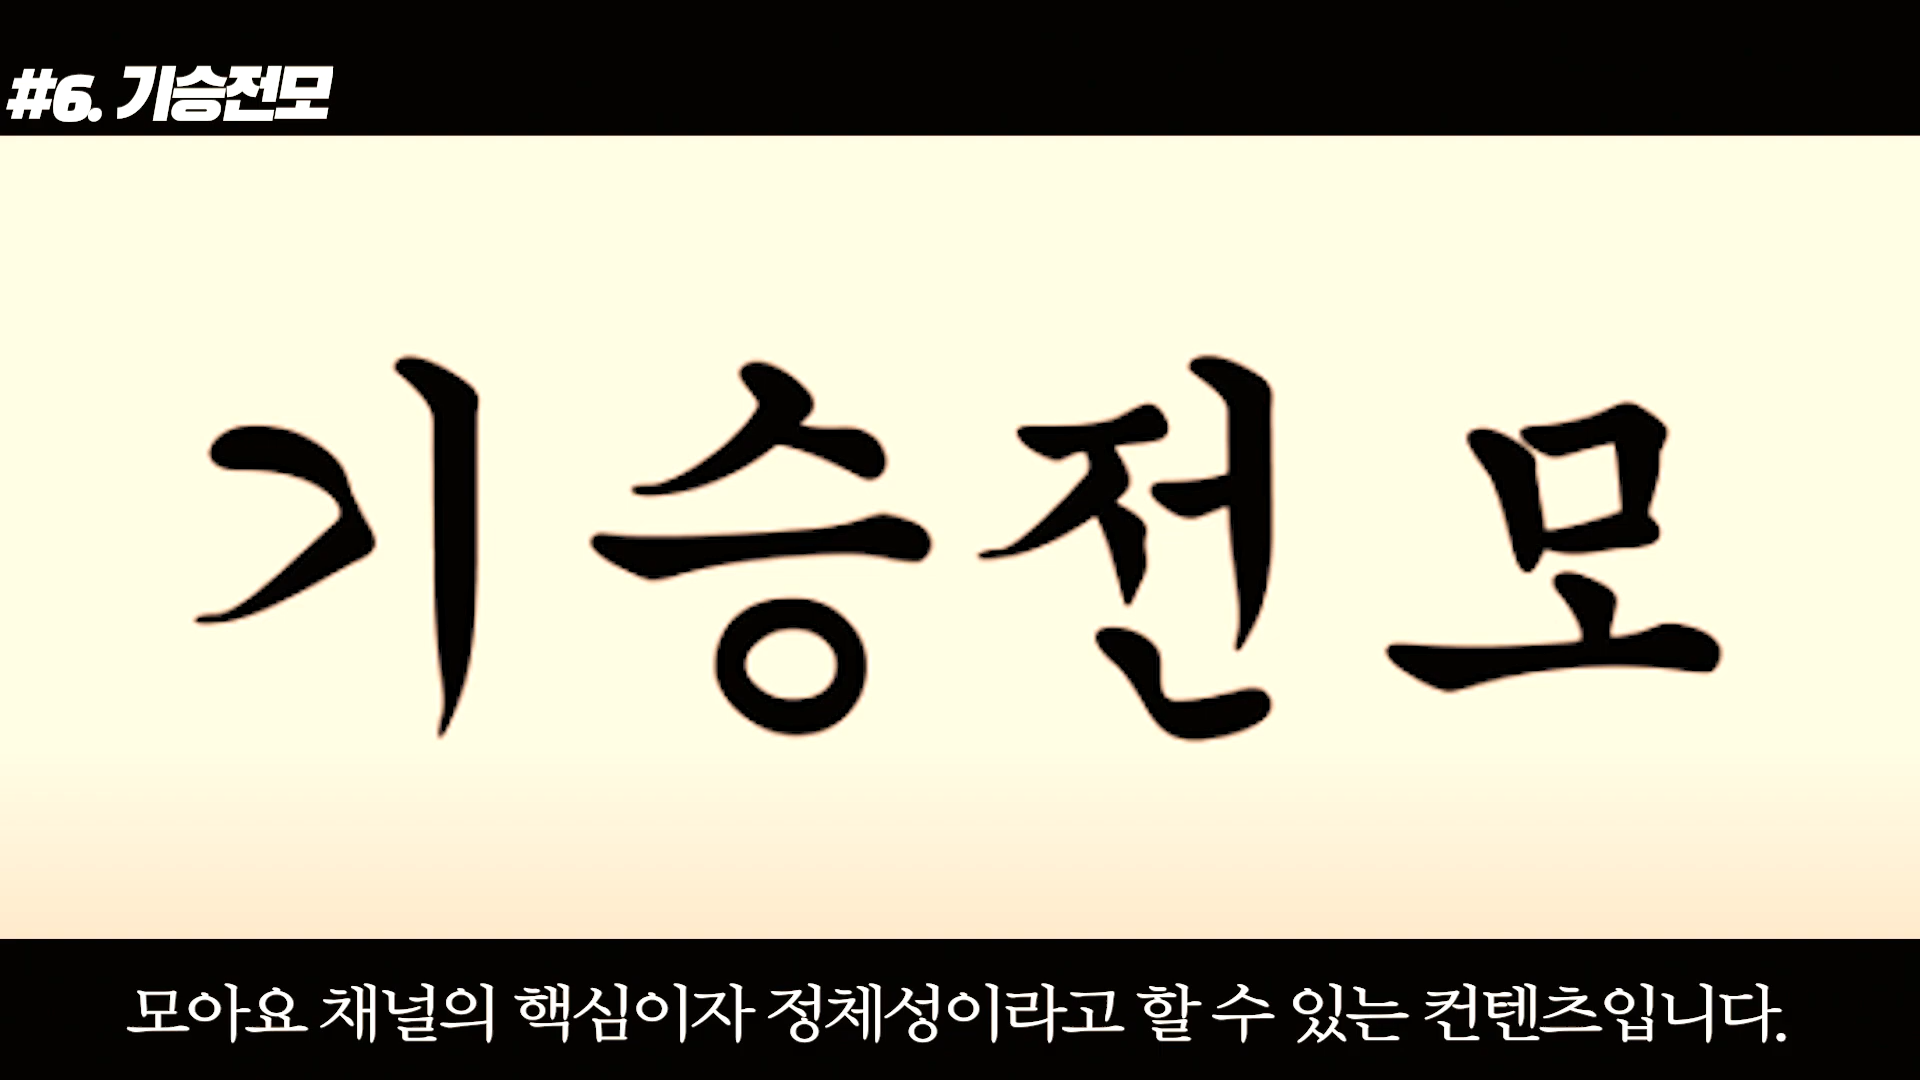 #6. 기승전모
기승전모
모아요 채널의 핵심이자 정체성이라고 할 수 있는 컨텐츠입니다.